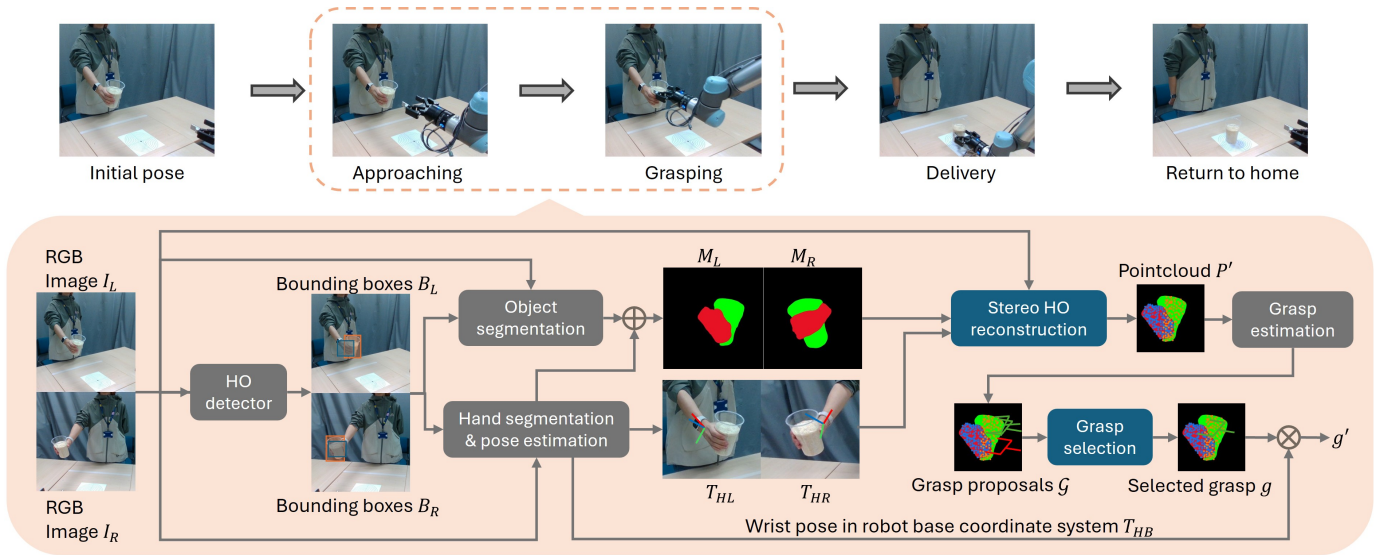 Initial pose
Approaching
Grasping
Delivery
Return to home
RGB
Image I_L
Bounding boxes B_L
Object
segmentation
M_L
M_R
Stereo HO
reconstruction
Pointcloud P′
Grasp
estimation
HO
detector
Hand segmentation
& pose estimation
Grasp
selection
g′
RGB
Image I_R
Bounding boxes B_R
T_HL
T_HR
Grasp proposals 𝒢
Selected grasp g
Wrist pose in robot base coordinate system T_HB